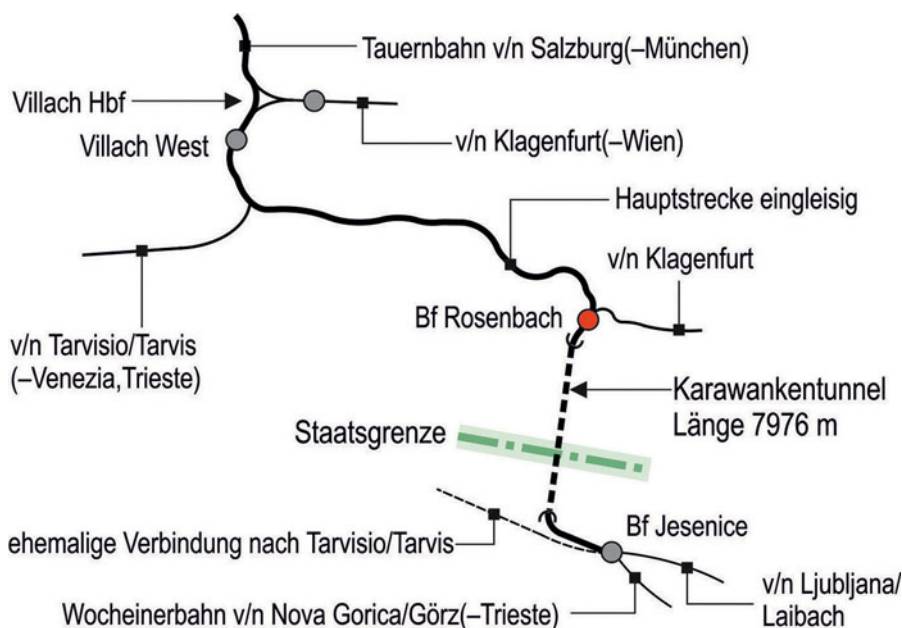 Tauernbahn v/n Salzburg(–München)
Villach Hbf
Villach West
v/n Klagenfurt(–Wien)
Hauptstrecke eingleisig
v/n Klagenfurt
Bf Rosenbach
v/n Tarvisio/Tarvis
(–Venezia,Trieste)
Karawankentunnel
Länge 7976 m
Staatsgrenze
Bf Jesenice
ehemalige Verbindung nach Tarvisio/Tarvis
v/n Ljubljana/
Laibach
Wocheinerbahn v/n Nova Gorica/Görz(–Trieste)